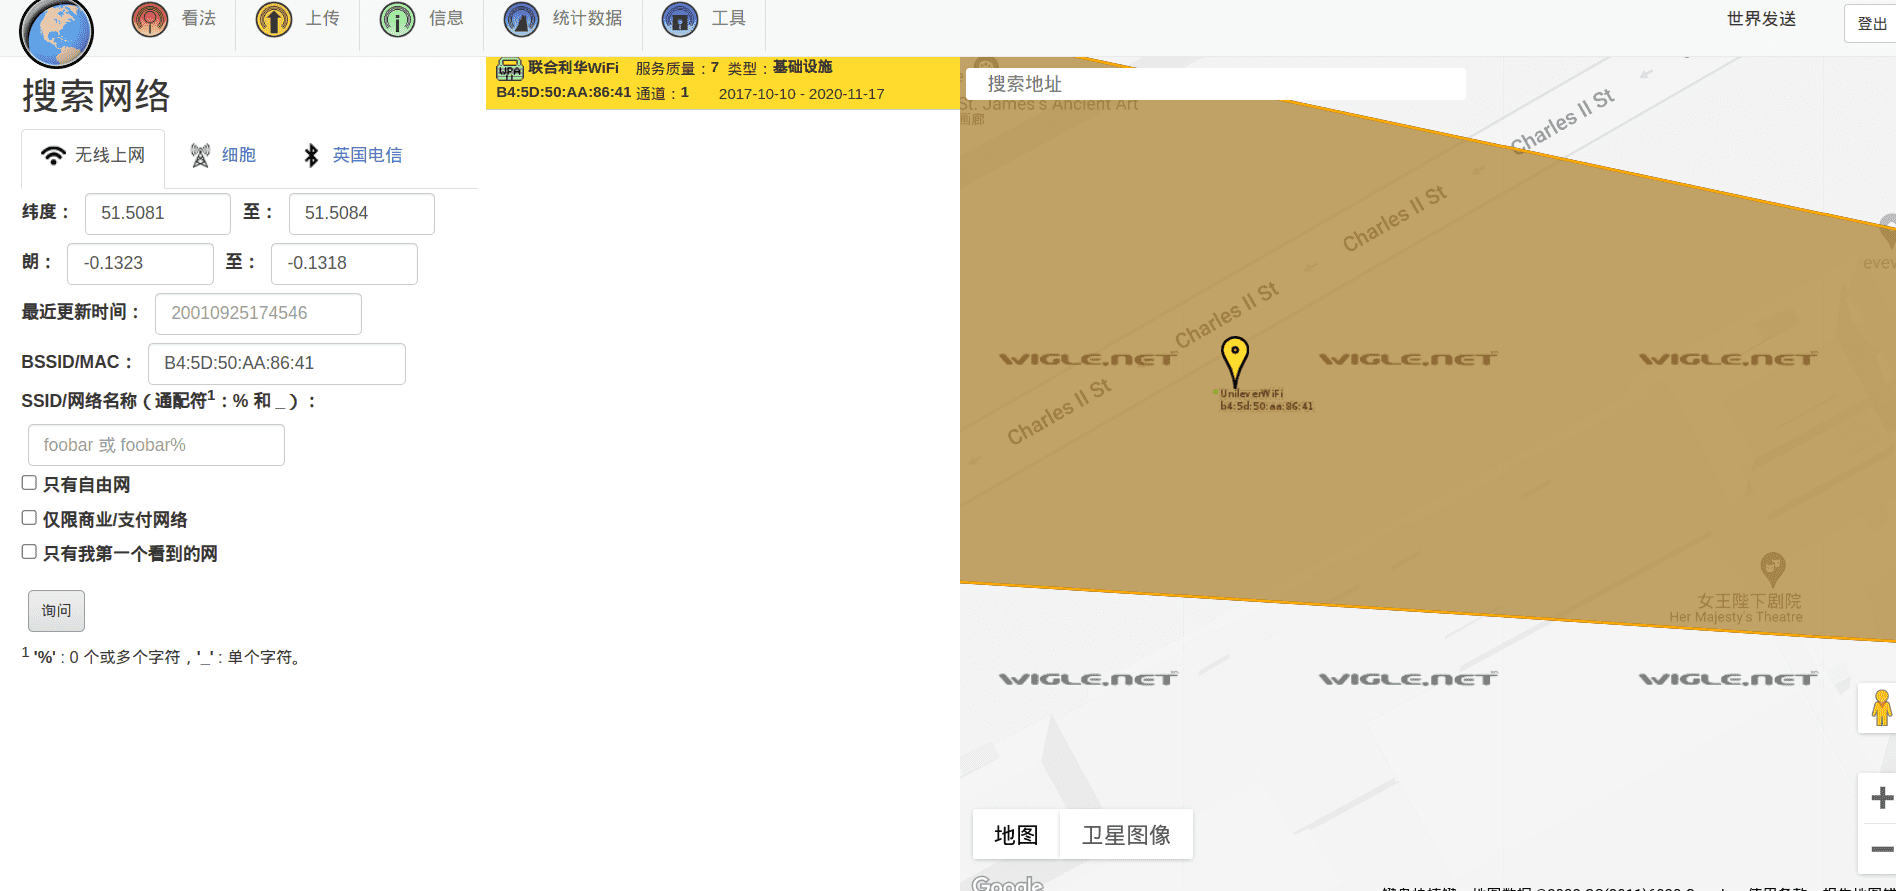 看法 上传 信息 统计数据 工具 世界发送 登出
搜索网络
无线上网 细胞 英国电信
纬度： 51.5081 至： 51.5084
朗： -0.1323 至： -0.1318
最近更新时间： 20010925174546
BSSID/MAC： B4:5D:50:AA:86:41
SSID/网络名称（通配符1：% 和 _）：
foobar 或 foobar%
只有自由网
仅限商业/支付网络
只有我第一个看到的网
询问
1 '%' : 0 个或多个字符，'_' : 单个字符。
WPA 联合利华WiFi 服务质量：7 类型：基础设施
B4:5D:50:AA:86:41 通道：1 2017-10-10 - 2020-11-17
搜索地址
St. James's Ancient Art
画廊
Charles II St
Charles II St
Charles II St
Charles II St
WIGLE.NET WIGLE.NET WIGLE.NET
UnileverWiFi
b4:5d:50:aa:86:41
女王陛下剧院
Her Majesty's Theatre
WIGLE.NET WIGLE.NET WIGLE.NET
地图 卫星图像
Google